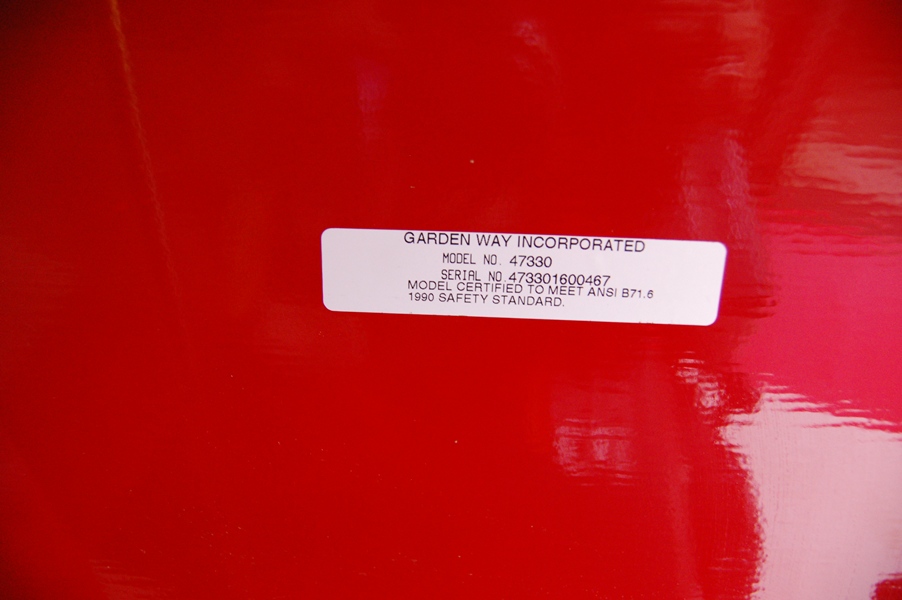 GARDEN WAY INCORPORATED
MODEL NO. 47330
SERIAL NO. 473301600467
MODEL CERTIFIED TO MEET ANSI B71.6
1990 SAFETY STANDARD.